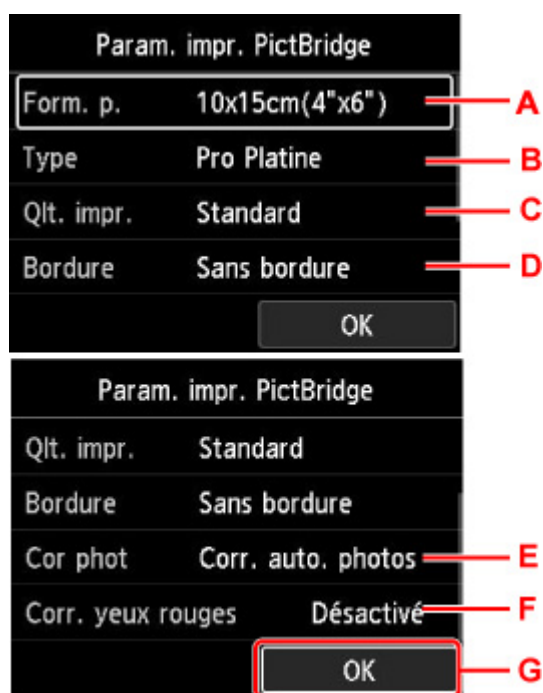 Param. impr. PictBridge
Form. p. 10x15cm(4"x6") A
Type Pro Platine B
Qlt. impr. Standard C
Bordure Sans bordure D
OK
Param. impr. PictBridge
Qlt. impr. Standard
Bordure Sans bordure
Cor phot Corr. auto. photos E
Corr. yeux rouges Désactivé F
OK G